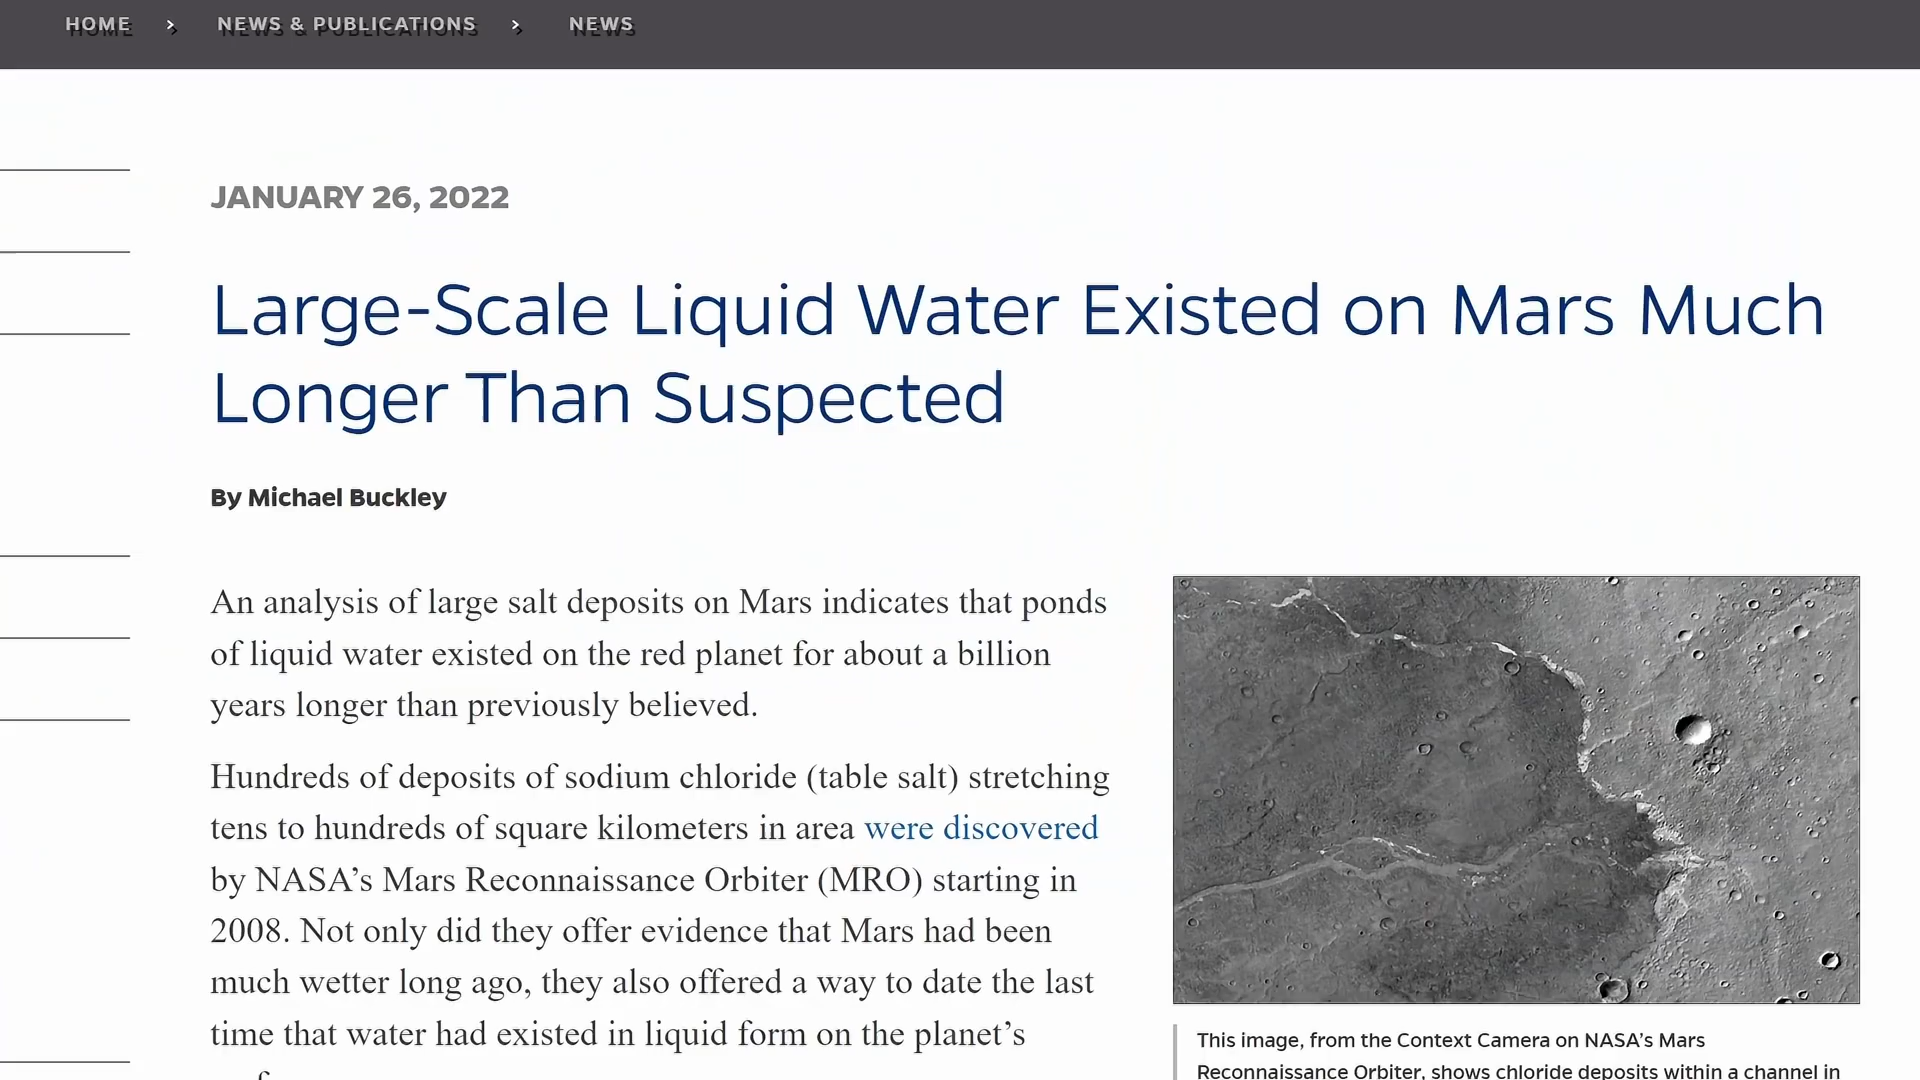 HOME > NEWS & PUBLICATIONS > NEWS
JANUARY 26, 2022
Large-Scale Liquid Water Existed on Mars Much
Longer Than Suspected
By Michael Buckley
An analysis of large salt deposits on Mars indicates that ponds
of liquid water existed on the red planet for about a billion
years longer than previously believed.
Hundreds of deposits of sodium chloride (table salt) stretching
tens to hundreds of square kilometers in area were discovered
by NASA’s Mars Reconnaissance Orbiter (MRO) starting in
2008. Not only did they offer evidence that Mars had been
much wetter long ago, they also offered a way to date the last
time that water had existed in liquid form on the planet’s
This image, from the Context Camera on NASA’s Mars
Reconnaissance Orbiter, shows chloride deposits within a channel in